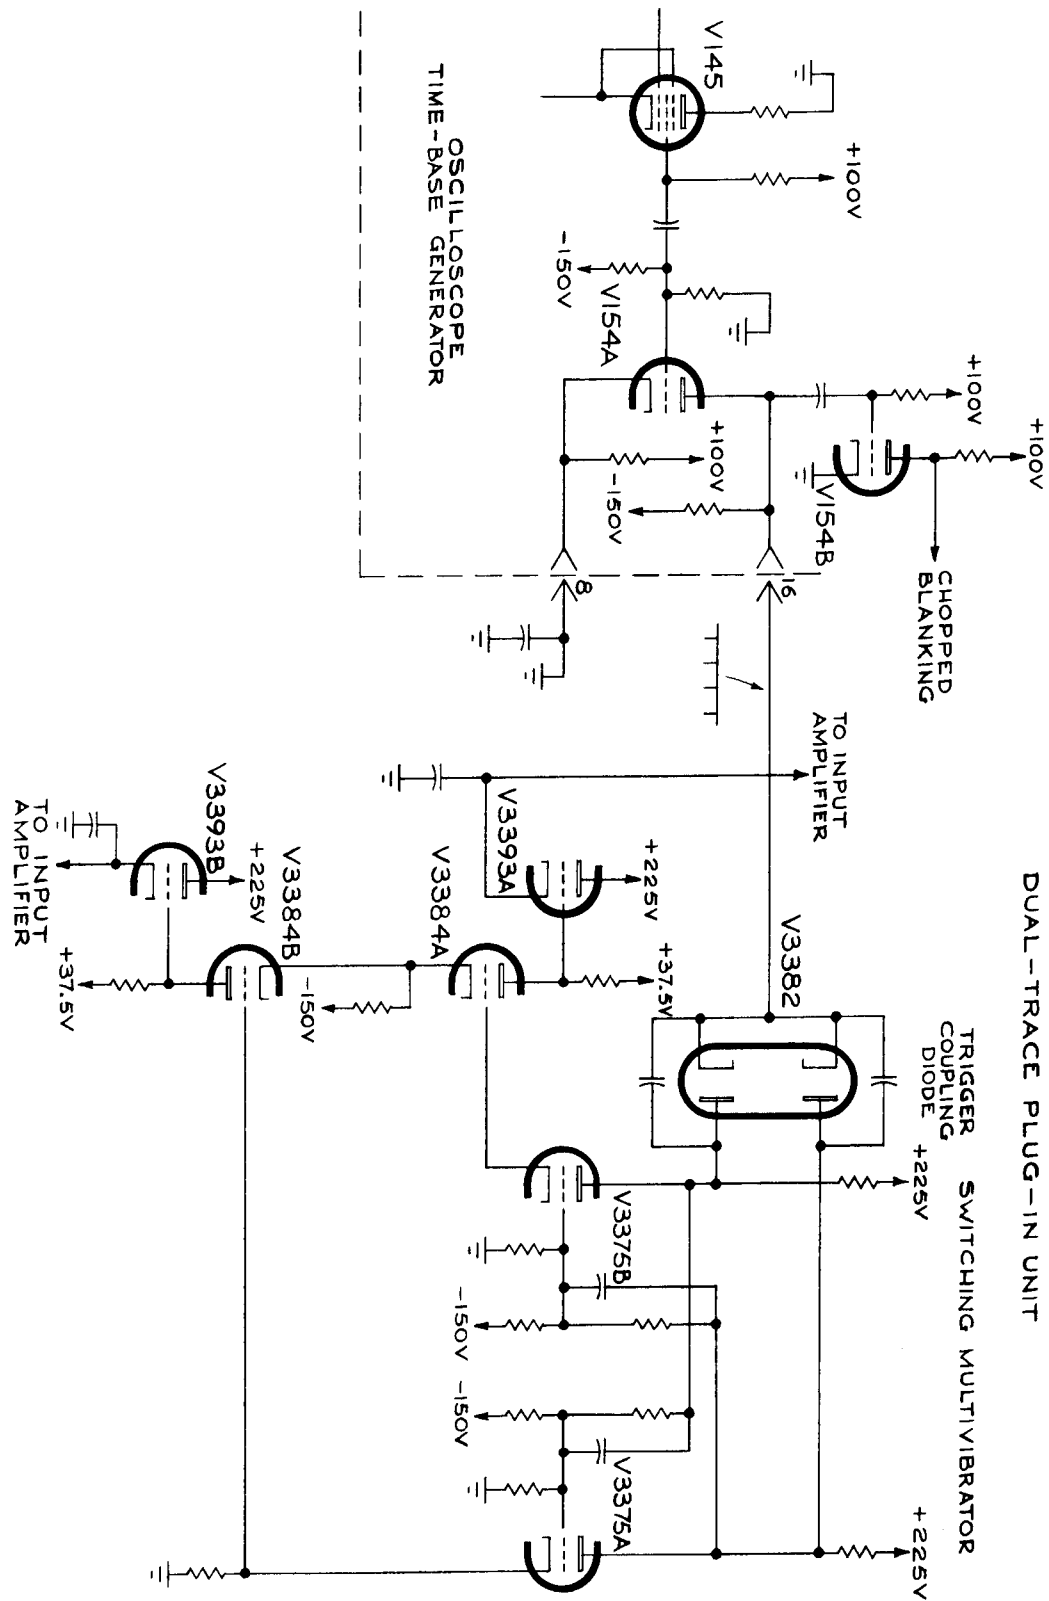 DUAL-TRACE PLUG-IN UNIT
V145
+100V
-150V
V154A
+100V
+100V
V154B
+100V
-150V
CHOPPED
BLANKING
16
8
OSCILLOSCOPE
TIME-BASE GENERATOR
TO INPUT
AMPLIFIER
V3382
TRIGGER
COUPLING
DIODE
SWITCHING MULTIVIBRATOR
+225V
+225V
V3393A
+225V
+37.5V
V3384A
-150V
V3384B
+225V
V3393B
+37.5V
TO INPUT
AMPLIFIER
V3375B
-150V
-150V
V3375A